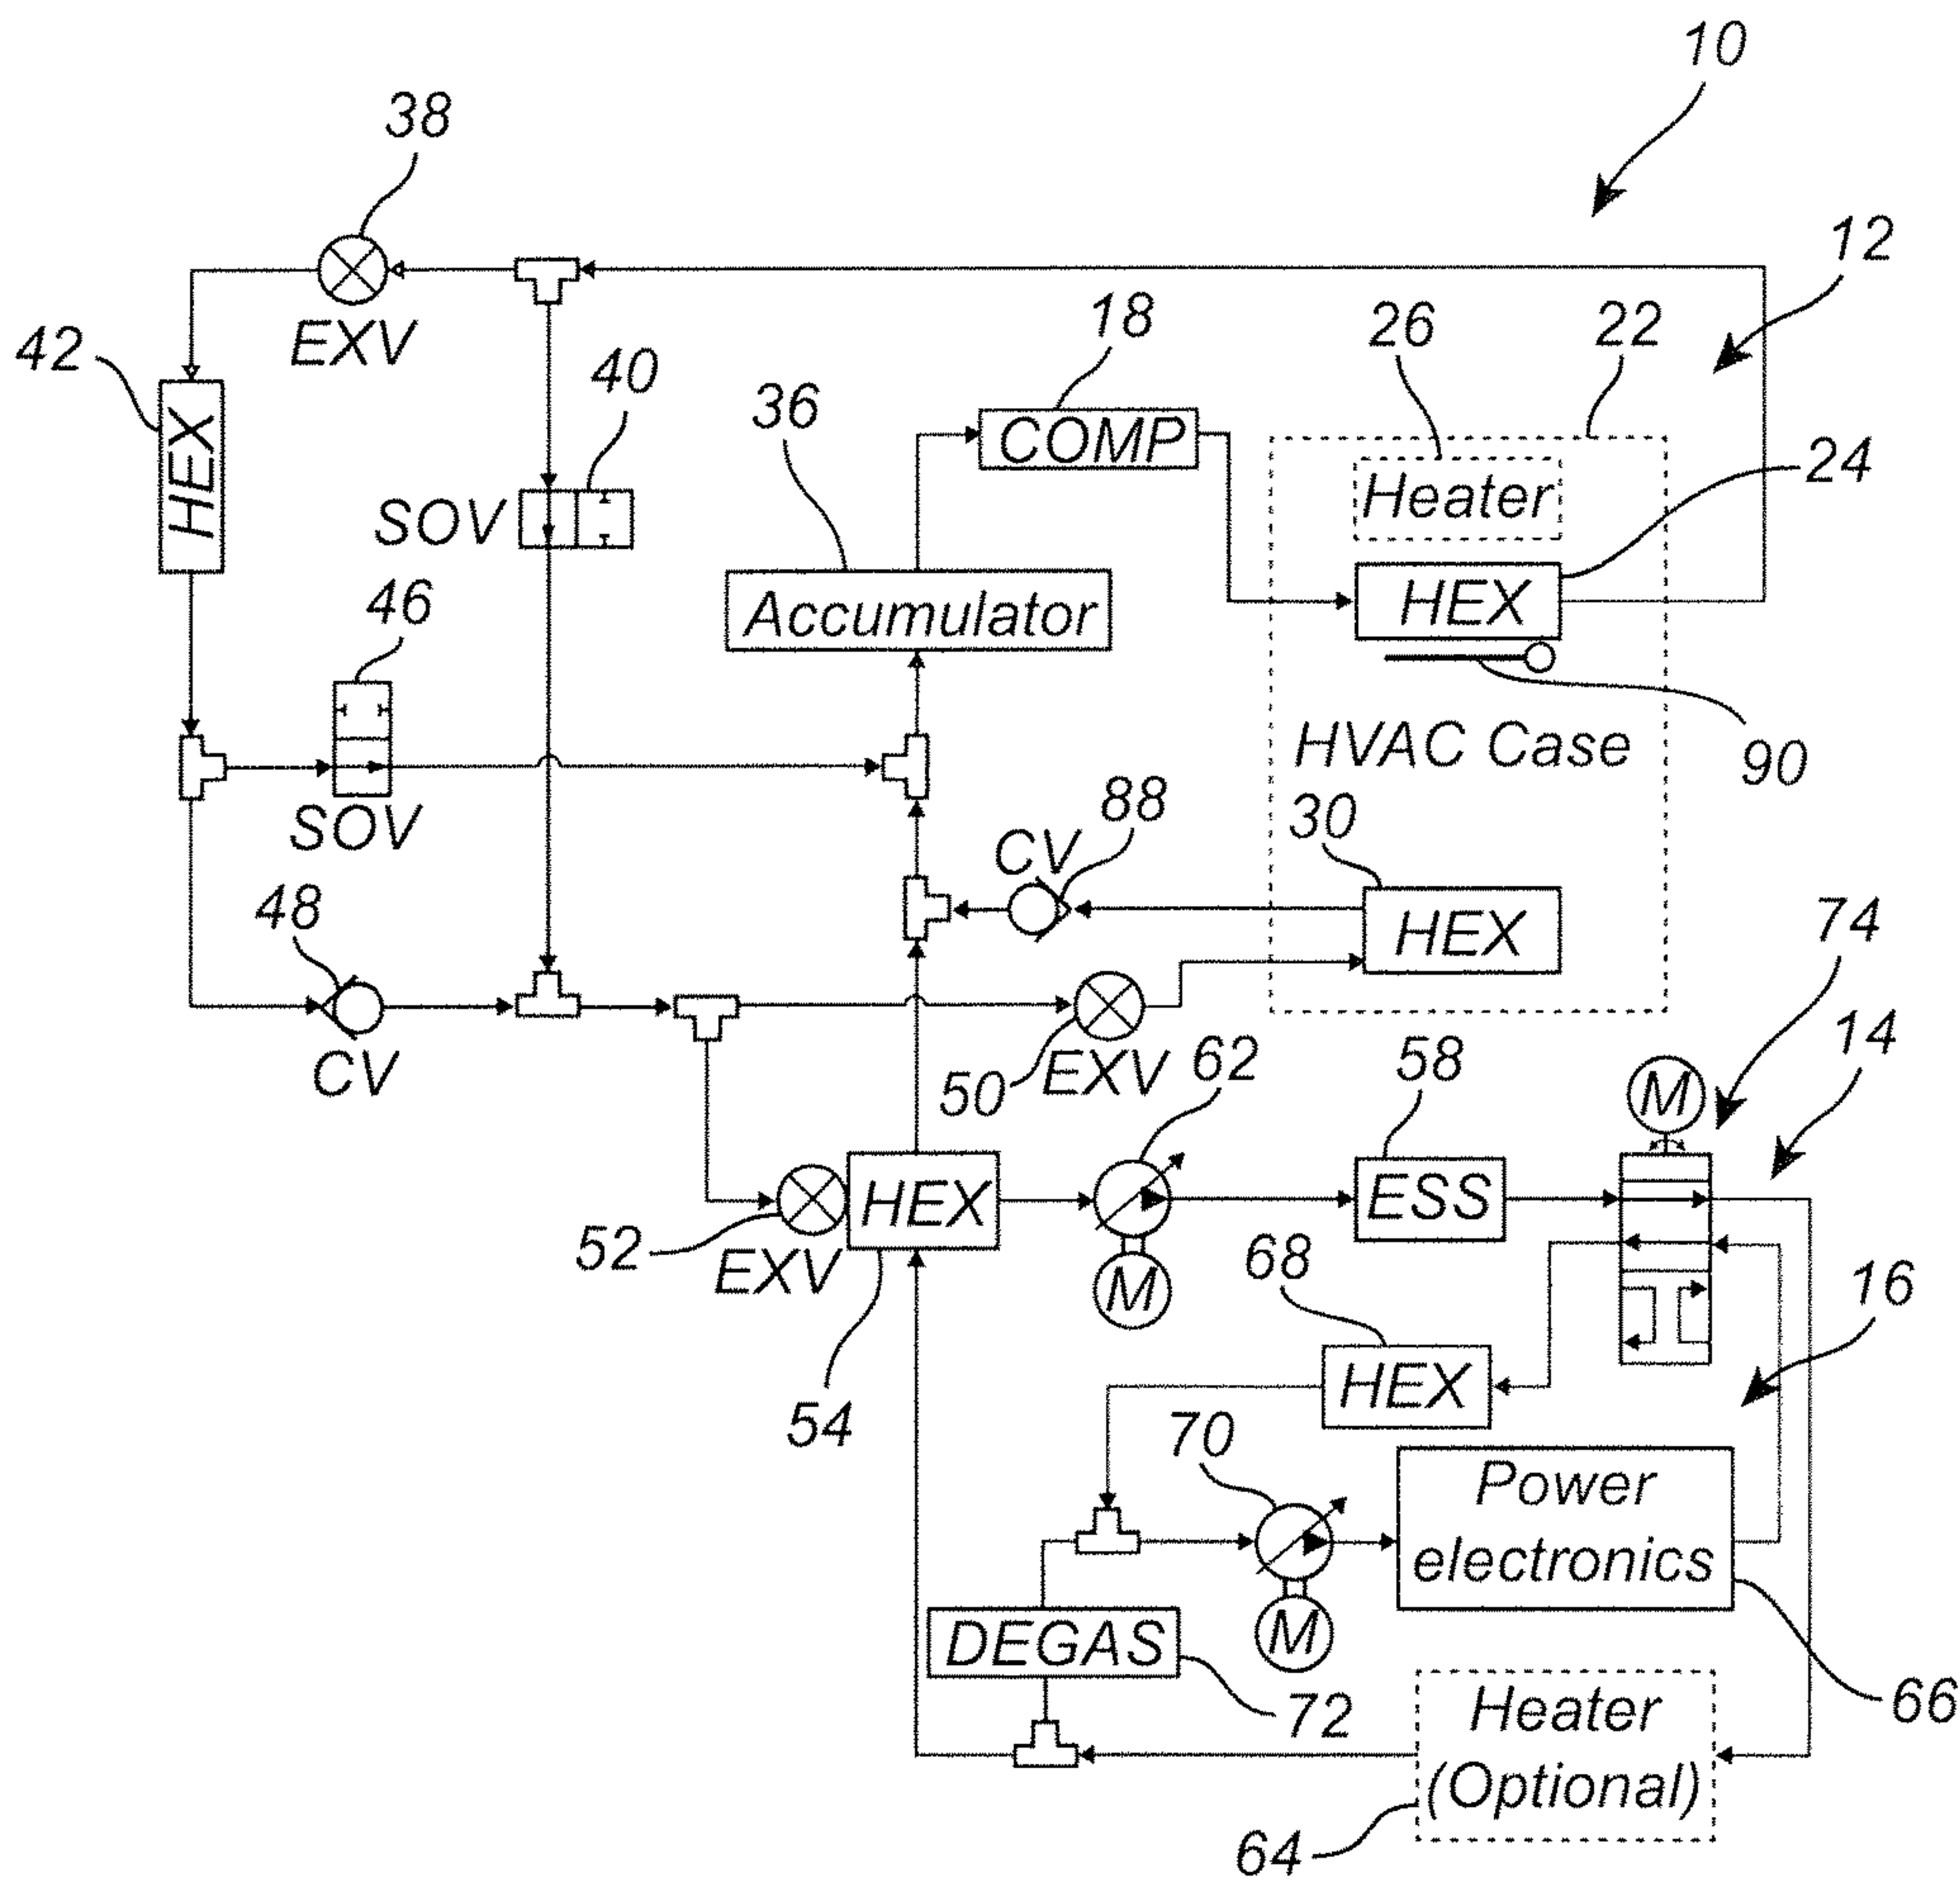 10
38
12
18
26
22
42
EXV
40
36
24
COMP
Heater
HEX
SOV
46
HEX
Accumulator
HVAC Case
90
88
30
SOV
CV
48
HEX
74
14
CV
50
EXV
62
58
M
HEX
ESS
52
EXV
68
M
16
54
HEX
70
Power
electronics
DEGAS
M
72
66
Heater
(Optional)
64